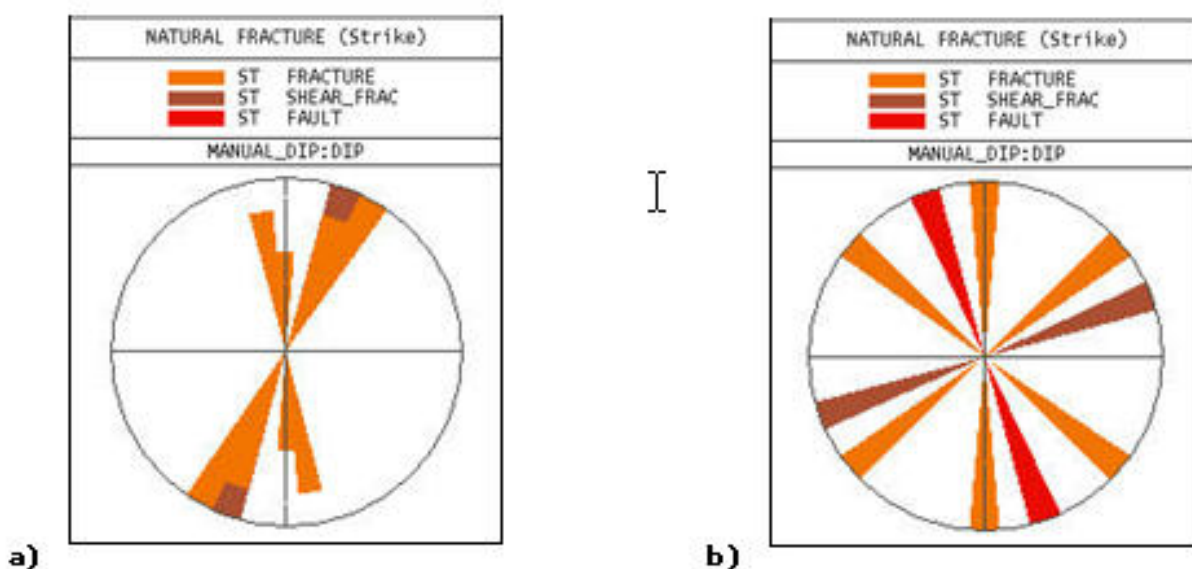 NATURAL FRACTURE (Strike)
ST FRACTURE
ST SHEAR_FRAC
ST FAULT
MANUAL_DIP:DIP
a)
NATURAL FRACTURE (Strike)
ST FRACTURE
ST SHEAR_FRAC
ST FAULT
MANUAL_DIP:DIP
b)